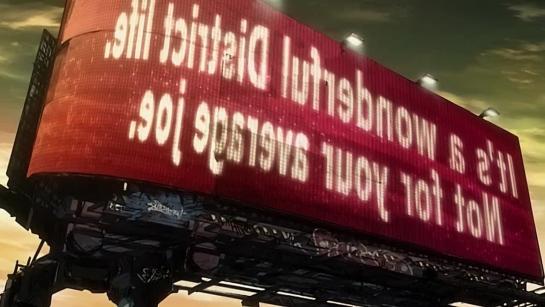 It's a wonderful District life.
Not for your average joe.